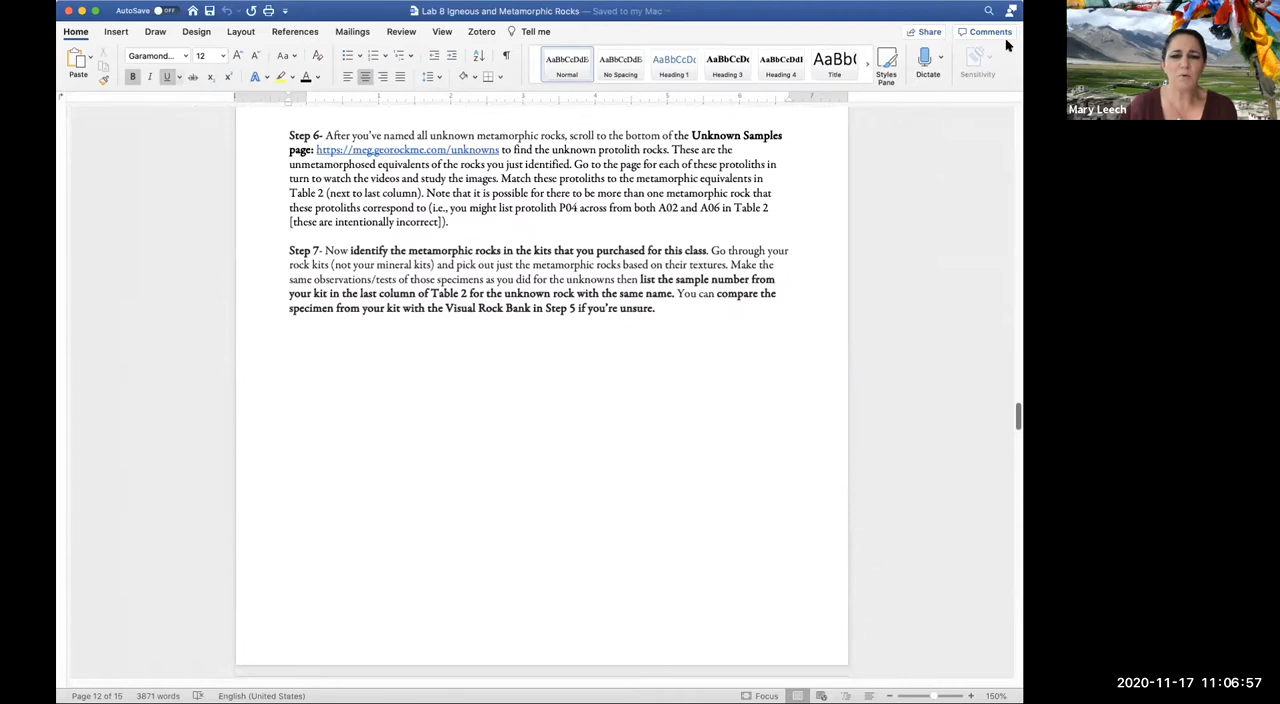 AutoSave OFF
Lab 8 Igneous and Metamorphic Rocks — Saved to my Mac
Home Insert Draw Design Layout References Mailings Review View Zotero Tell me
Share Comments
Paste
Garamond... 12
Aa
AaBbCcDdE AaBbCcDdE AaBbCcDc AaBbCcDc AaBbCcDdI AaBb(
Normal No Spacing Heading 1 Heading 3 Heading 4 Title
Styles Pane
Dictate
Sensitivity
1 2 3 4 5 6 7
Step 6- After you've named all unknown metamorphic rocks, scroll to the bottom of the Unknown Samples
page: https://meg.georockme.com/unknowns to find the unknown protolith rocks. These are the
unmetamorphosed equivalents of the rocks you just identified. Go to the page for each of these protoliths in
turn to watch the videos and study the images. Match these protoliths to the metamorphic equivalents in
Table 2 (next to last column). Note that it is possible for there to be more than one metamorphic rock that
these protoliths correspond to (i.e., you might list protolith P04 across from both A02 and A06 in Table 2
[these are intentionally incorrect]).
Step 7- Now identify the metamorphic rocks in the kits that you purchased for this class. Go through your
rock kits (not your mineral kits) and pick out just the metamorphic rocks based on their textures. Make the
same observations/tests of those specimens as you did for the unknowns then list the sample number from
your kit in the last column of Table 2 for the unknown rock with the same name. You can compare the
specimen from your kit with the Visual Rock Bank in Step 5 if you're unsure.
Page 12 of 15 3871 words English (United States) Focus 150%
Mary Leech
2020-11-17 11:06:57